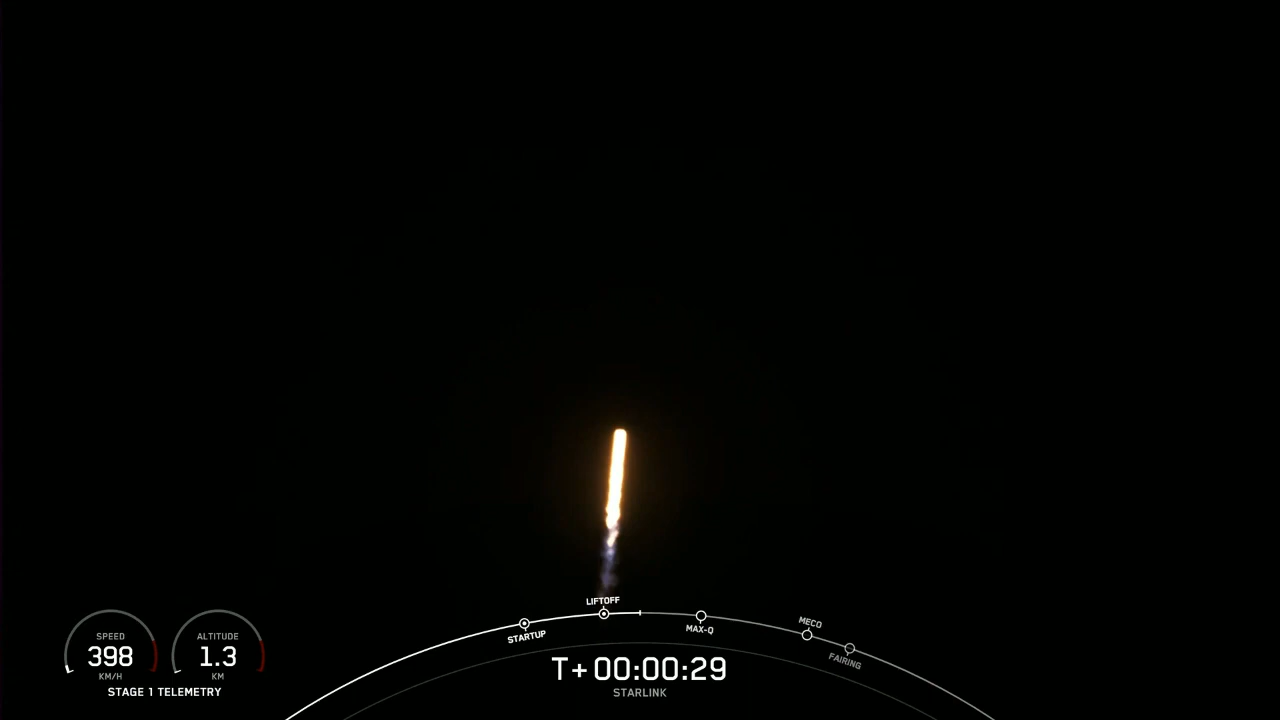 SPEED
398
KM/H
ALTITUDE
1.3
KM
STAGE 1 TELEMETRY
STARTUP
LIFTOFF
MAX-Q
MECO
FAIRING
T+00:00:29
STARLINK